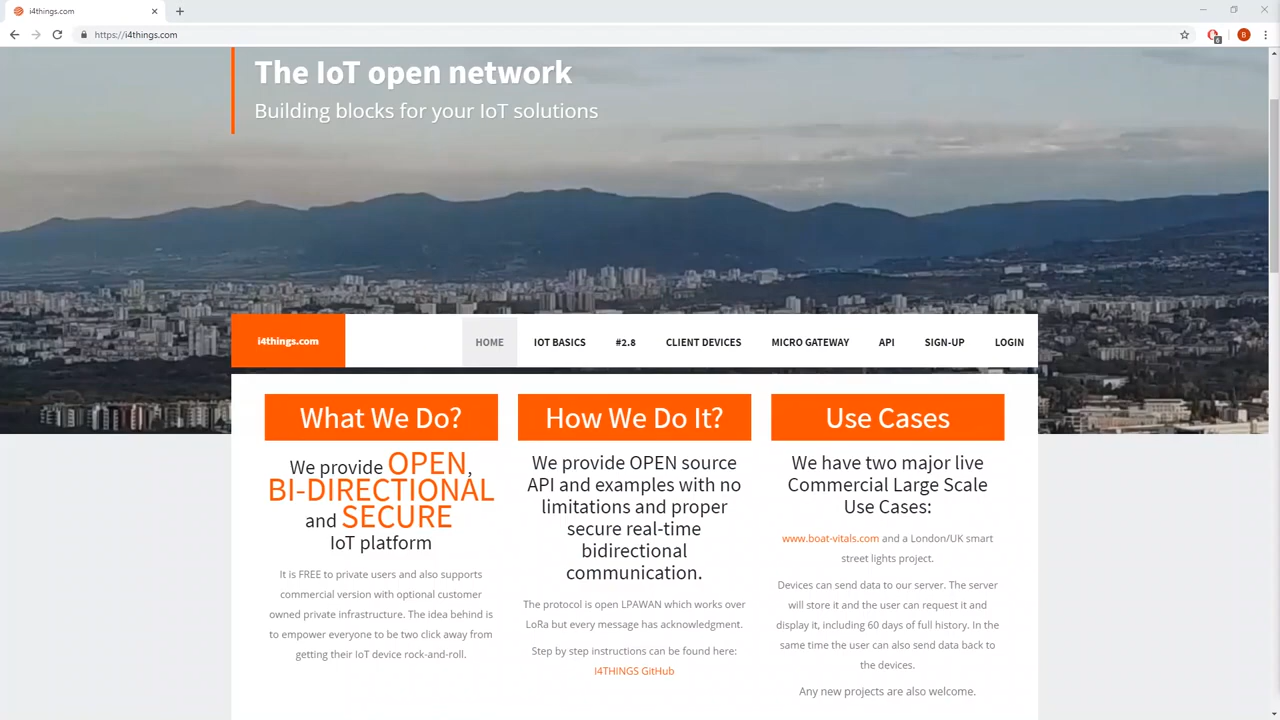 i4things.com
https://i4things.com
6
B
The IoT open network
Building blocks for your IoT solutions
i4things.com
HOME
IOT BASICS
#2.8
CLIENT DEVICES
MICRO GATEWAY
API
SIGN-UP
LOGIN
What We Do?
We provide OPEN,
BI-DIRECTIONAL
and SECURE
IoT platform
It is FREE to private users and also supports
commercial version with optional customer
owned private infrastructure. The idea behind is
to empower everyone to be two click away from
getting their IoT device rock-and-roll.
How We Do It?
We provide OPEN source
API and examples with no
limitations and proper
secure real-time
bidirectional
communication.
The protocol is open LPAWAN which works over
LoRa but every message has acknowledgment.
Step by step instructions can be found here:
I4THINGS GitHub
Use Cases
We have two major live
Commercial Large Scale
Use Cases:
www.boat-vitals.com and a London/UK smart
street lights project.
Devices can send data to our server. The server
will store it and the user can request it and
display it, including 60 days of full history. In the
same time the user can also send data back to
the devices.
Any new projects are also welcome.